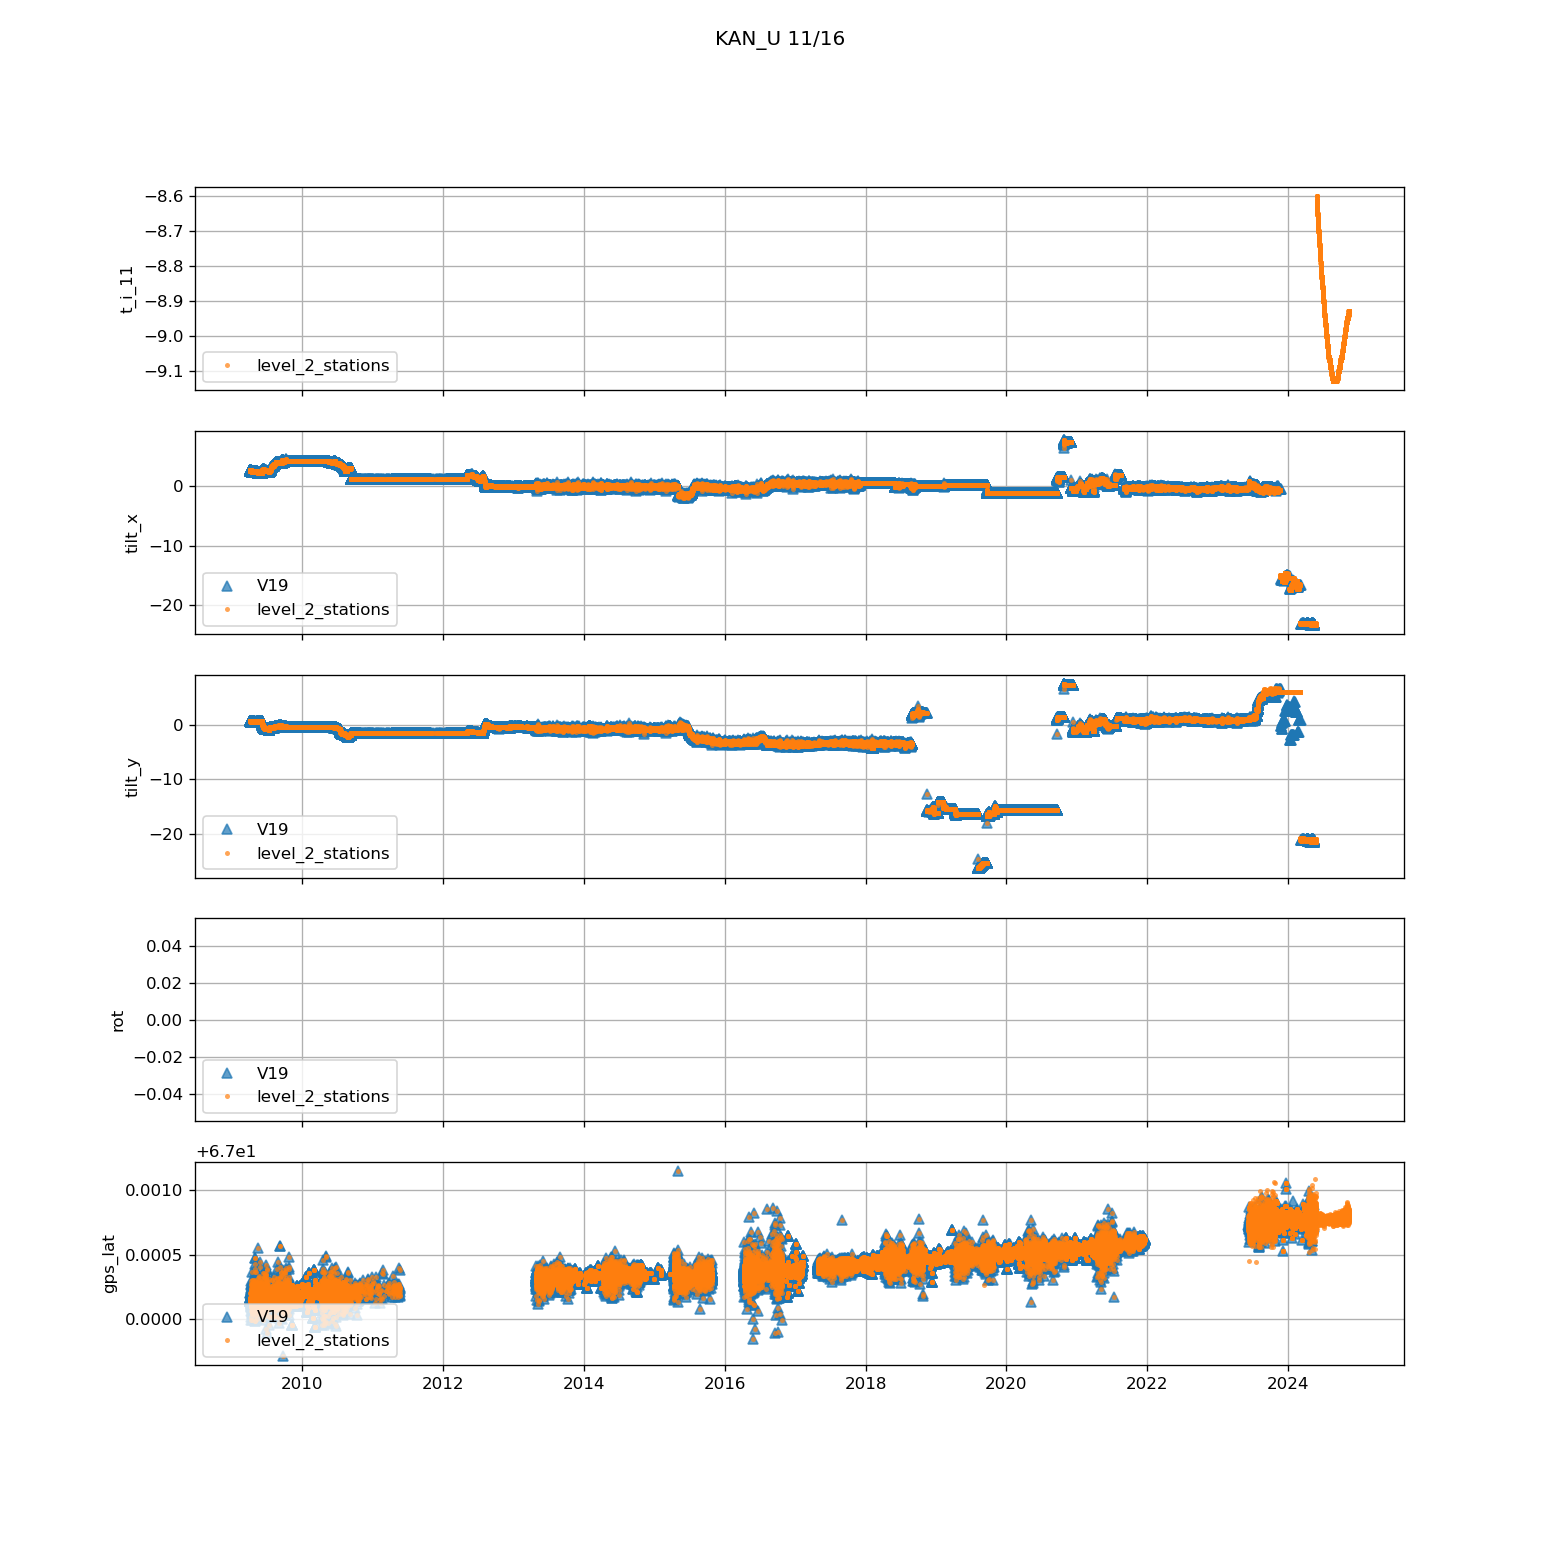 KAN_U 11/16
−8.6
−8.7
−8.8
−8.9
−9.0
−9.1
t_i_11
level_2_stations
0
−10
−20
tilt_x
V19
level_2_stations
0
−10
−20
tilt_y
V19
level_2_stations
0.04
0.02
0.00
−0.02
−0.04
rot
V19
level_2_stations
+6.7e1
0.0010
0.0005
0.0000
gps_lat
V19
level_2_stations
2010 2012 2014 2016 2018 2020 2022 2024